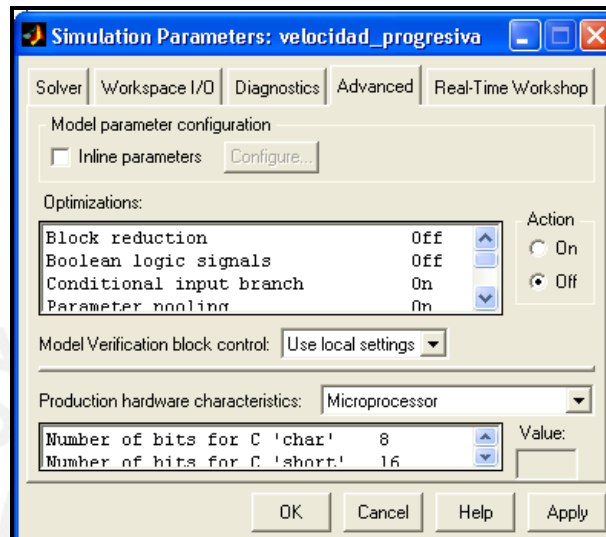 Simulation Parameters: velocidad_progresiva
Solver Workspace I/O Diagnostics Advanced Real-Time Workshop
Model parameter configuration
Inline parameters Configure...
Optimizations:
Action
Block reduction Off
Boolean logic signals Off
Conditional input branch On
Parameter pooling On
On
Off
Model Verification block control: Use local settings
Production hardware characteristics: Microprocessor
Number of bits for C 'char' 8
Number of bits for C 'short' 16
Value:
OK Cancel Help Apply